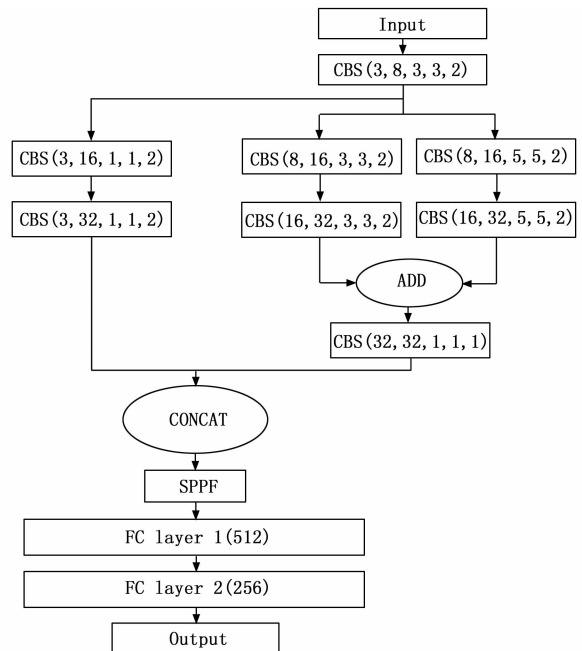 Input
CBS(3,8,3,3,2)
CBS(3,16,1,1,2)
CBS(8,16,3,3,2)
CBS(8,16,5,5,2)
CBS(3,32,1,1,2)
CBS(16,32,3,3,2)
CBS(16,32,5,5,2)
ADD
CBS(32,32,1,1,1)
CONCAT
SPPF
FC layer 1(512)
FC layer 2(256)
Output